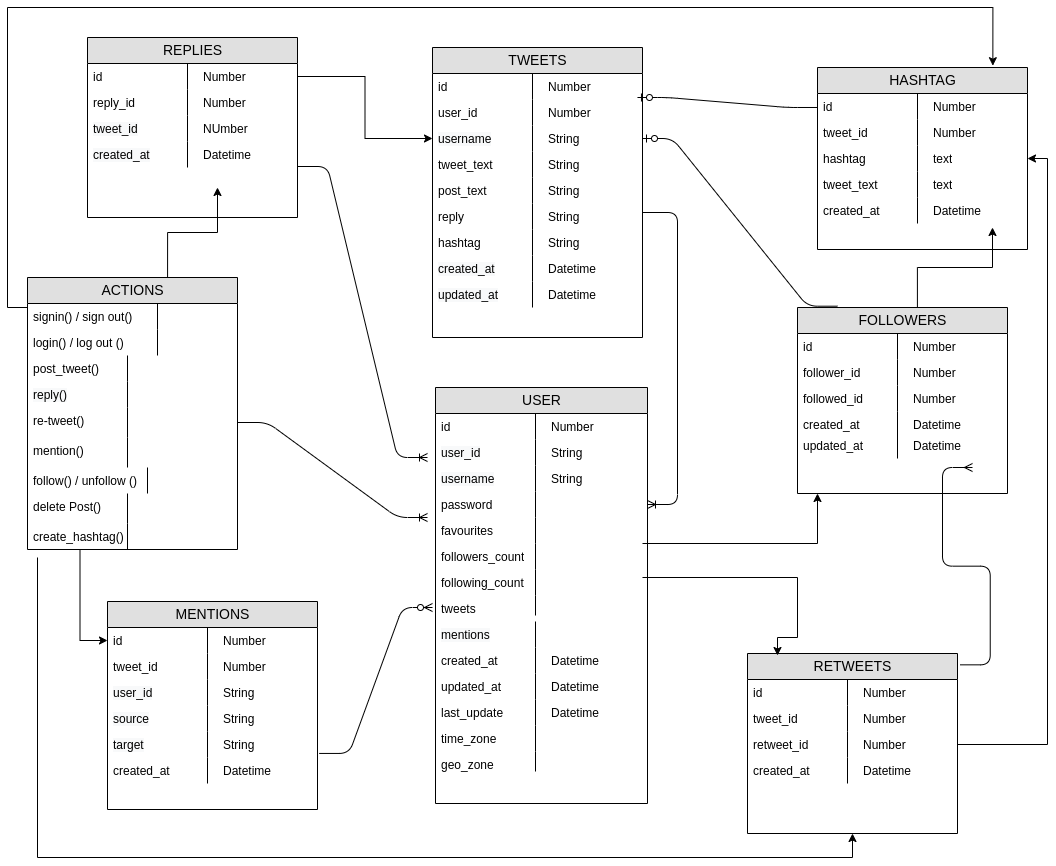 REPLIES
id Number
reply_id Number
tweet_id NUmber
created_at Datetime
TWEETS
id Number
user_id Number
username String
tweet_text String
post_text String
reply String
hashtag String
created_at Datetime
updated_at Datetime
HASHTAG
id Number
tweet_id Number
hashtag text
tweet_text text
created_at Datetime
ACTIONS
signin() / sign out()
login() / log out ()
post_tweet()
reply()
re-tweet()
mention()
follow() / unfollow ()
delete Post()
create_hashtag()
USER
id Number
user_id String
username String
password
favourites
followers_count
following_count
tweets
mentions
created_at Datetime
updated_at Datetime
last_update Datetime
time_zone
geo_zone
FOLLOWERS
id Number
follower_id Number
followed_id Number
created_at Datetime
updated_at Datetime
MENTIONS
id Number
tweet_id Number
user_id String
source String
target String
created_at Datetime
RETWEETS
id Number
tweet_id Number
retweet_id Number
created_at Datetime